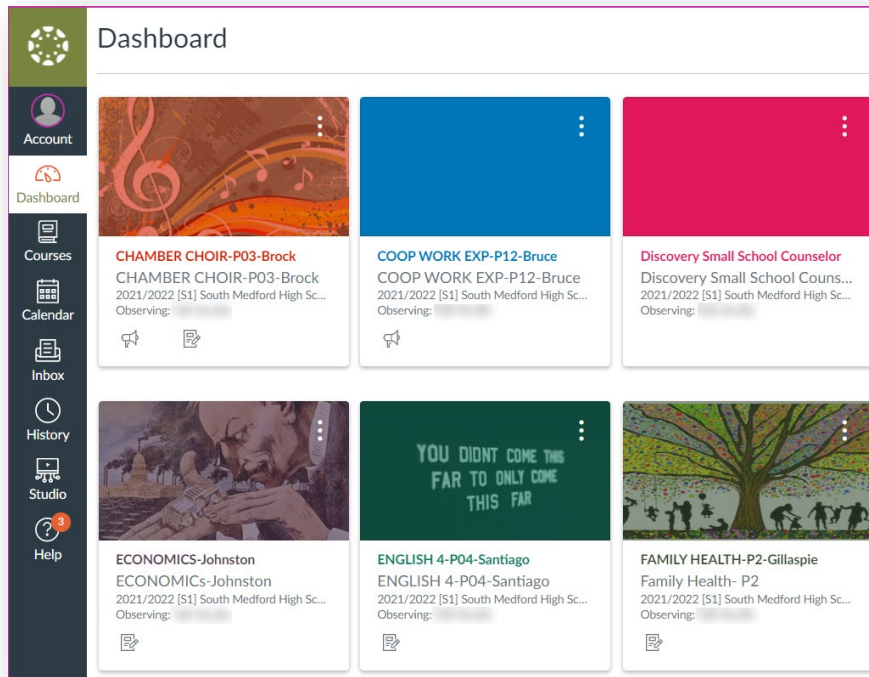 Dashboard
Account
Dashboard
Courses
Calendar
Inbox
History
Studio
3
Help
CHAMBER CHOIR-P03-Brock
CHAMBER CHOIR-P03-Brock
2021/2022 [S1] South Medford High Sc...
Observing:
COOP WORK EXP-P12-Bruce
COOP WORK EXP-P12-Bruce
2021/2022 [S1] South Medford High Sc...
Observing:
Discovery Small School Counselor
Discovery Small School Couns...
2021/2022 [S1] South Medford High Sc...
Observing:
ECONOMICS-Johnston
ECONOMICs-Johnston
2021/2022 [S1] South Medford High Sc...
Observing:
YOU DIDNT COME THIS
FAR TO ONLY COME
THIS FAR
ENGLISH 4-P04-Santiago
ENGLISH 4-P04-Santiago
2021/2022 [S1] South Medford High Sc...
Observing:
FAMILY HEALTH-P2-Gillaspie
Family Health- P2
2021/2022 [S1] South Medford High Sc...
Observing: